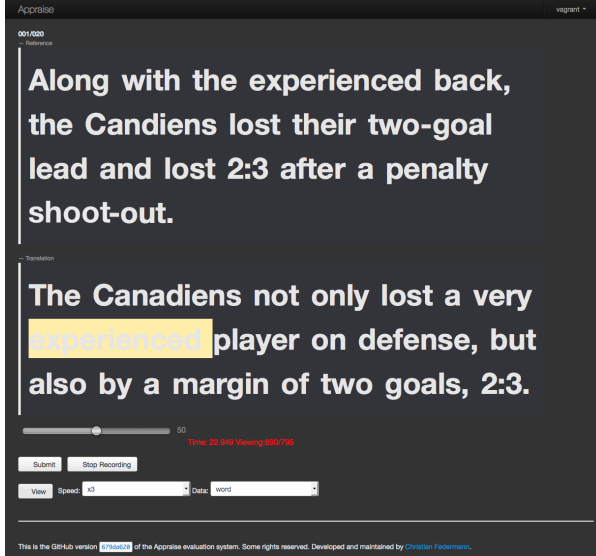 Appraise
vagrant
001/020
— Reference
Along with the experienced back,
the Candiens lost their two-goal
lead and lost 2:3 after a penalty
shoot-out.
— Translation
The Canadiens not only lost a very
experienced player on defense, but
also by a margin of two goals, 2:3.
50
Time: 22.949 Viewing:890/795
Submit Stop Recording
View Speed: x3 Data: word
This is the GitHub version 679da620 of the Appraise evaluation system. Some rights reserved. Developed and maintained by Christian Federmann.